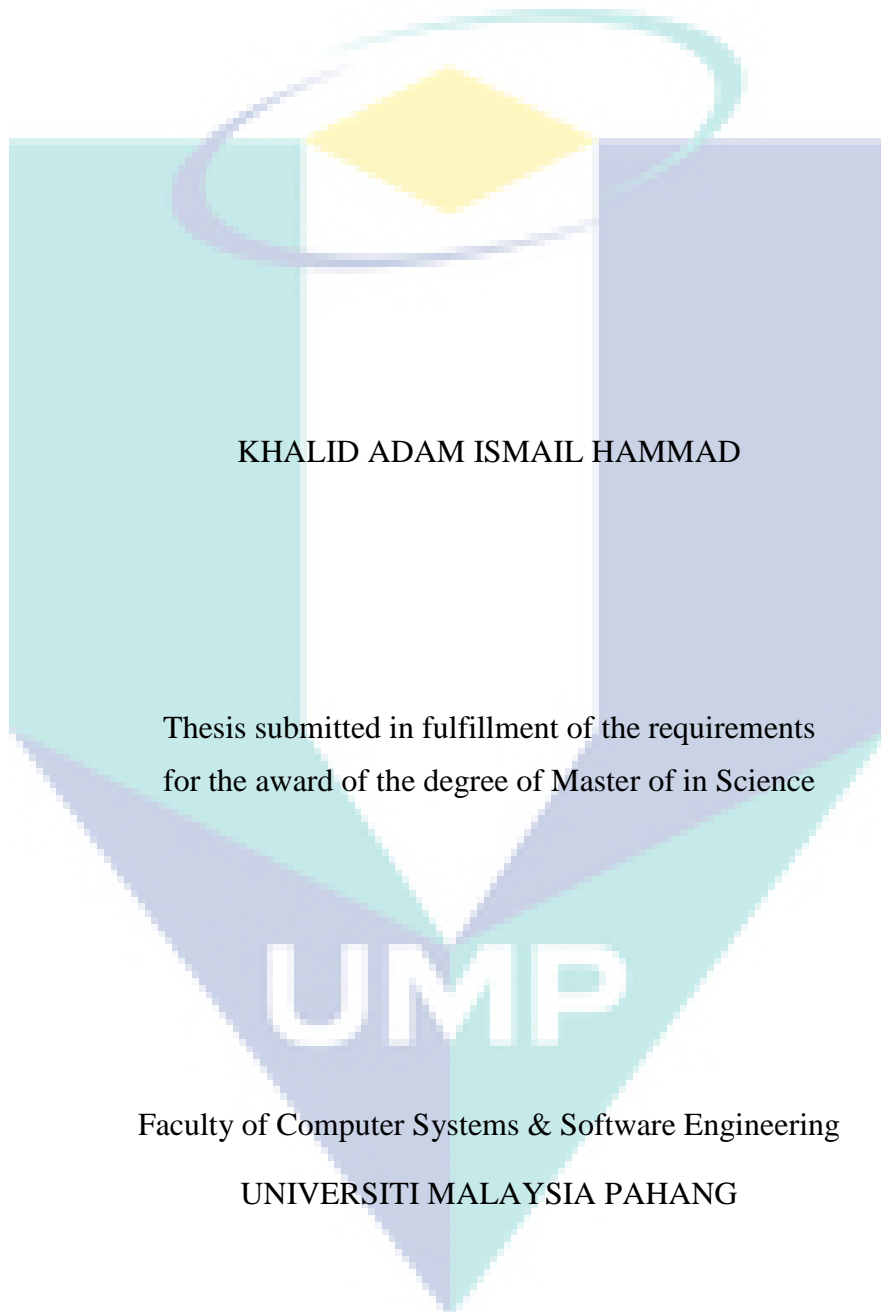 KHALID ADAM ISMAIL HAMMAD
Thesis submitted in fulfillment of the requirements
for the award of the degree of Master of in Science
UMP
Faculty of Computer Systems & Software Engineering
UNIVERSITI MALAYSIA PAHANG